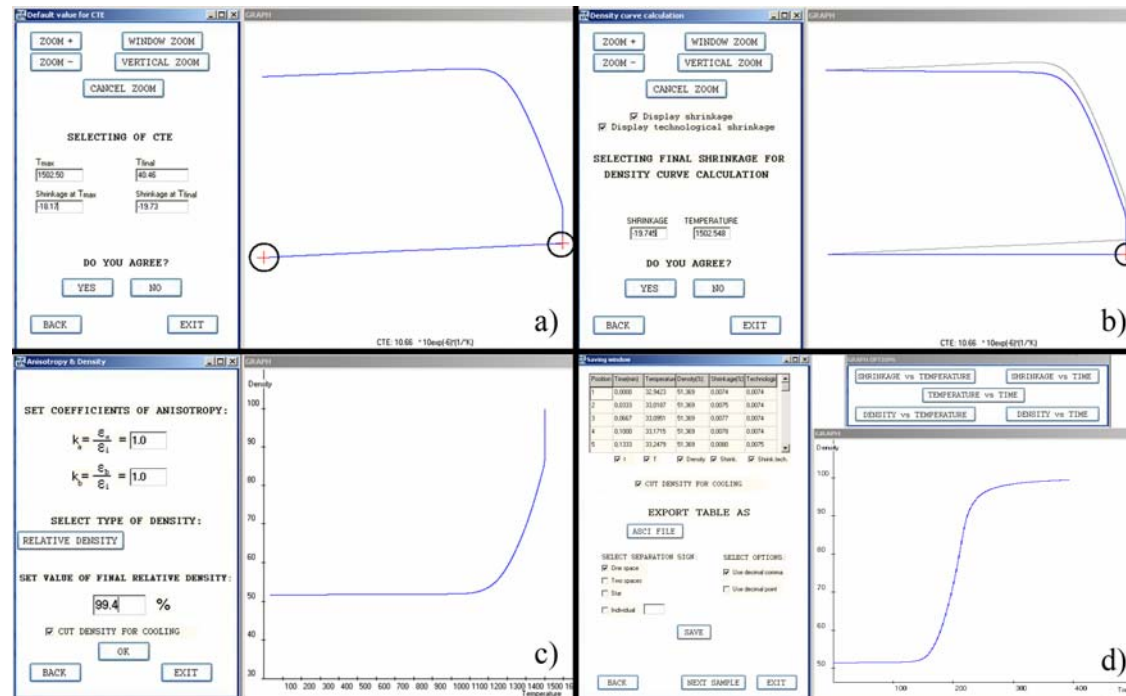 Default value for CTE
GRAPH
ZOOM +
WINDOW ZOOM
ZOOM -
VERTICAL ZOOM
CANCEL ZOOM
SELECTING OF CTE
Tmax
Tfinal
1502.50
40.46
Shrinkage at Tmax
Shrinkage at Tfinal
-18.17
-19.73
DO YOU AGREE?
YES
NO
BACK
EXIT
CTE: 10.66 *10exp(-6)*(1/°K)
a)
Density curve calculation
GRAPH
ZOOM +
WINDOW ZOOM
ZOOM -
VERTICAL ZOOM
CANCEL ZOOM
Display shrinkage
Display technological shrinkage
SELECTING FINAL SHRINKAGE FOR
DENSITY CURVE CALCULATION
SHRINKAGE
TEMPERATURE
-19.745
1502.548
DO YOU AGREE?
YES
NO
BACK
EXIT
CTE: 10.66 *10exp(-6)*(1/°K)
b)
Anisotropy & Density
GRAPH
SET COEFFICIENTS OF ANISOTROPY:
ka = εa/εi = 1.0
kb = εb/εi = 1.0
SELECT TYPE OF DENSITY:
RELATIVE DENSITY
SET VALUE OF FINAL RELATIVE DENSITY:
99.4 %
CUT DENSITY FOR COOLING
OK
BACK
EXIT
Density
100
90
80
70
60
50
40
30
100 200 300 400 500 600 700 800 900 1000 1100 1200 1300 1400 1500
Temperature
c)
Saving window
Position Time(min) Temperature Density(%) Shrinkage(%) Technologic
1 0,0000 32,9423 51,369 0,0074 0,0074
2 0,0333 33,0187 51,369 0,0075 0,0074
3 0,0667 33,0951 51,369 0,0077 0,0074
4 0,1000 33,1715 51,369 0,0078 0,0074
5 0,1333 33,2479 51,369 0,0080 0,0075
t T Density Shrink. Shrink.tech.
CUT DENSITY FOR COOLING
EXPORT TABLE AS
ASCI FILE
SELECT SEPARATION SIGN:
SELECT OPTIONS:
One space
Use decimal comma
Two spaces
Use decimal point
Star
Individual
SAVE
BACK
NEXT SAMPLE
EXIT
GRAPH OPTIONS
SHRINKAGE vs TEMPERATURE
SHRINKAGE vs TIME
TEMPERATURE vs TIME
DENSITY vs TEMPERATURE
DENSITY vs TIME
GRAPH
Density
100
90
80
70
60
50
100 200 300 400
d)